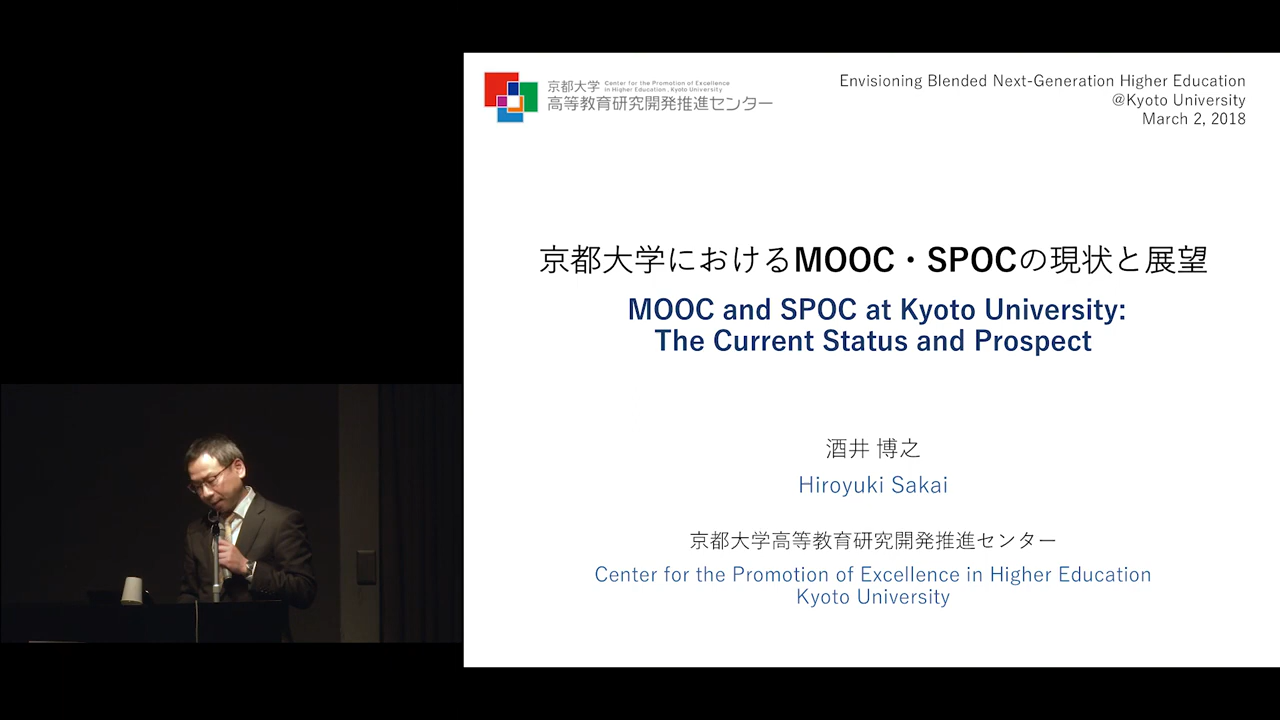 京都大学 Center for the Promotion of Excellence
in Higher Education, Kyoto University
高等教育研究開発推進センター
Envisioning Blended Next-Generation Higher Education
@Kyoto University
March 2, 2018
京都大学におけるMOOC・SPOCの現状と展望
MOOC and SPOC at Kyoto University:
The Current Status and Prospect
酒井 博之
Hiroyuki Sakai
京都大学高等教育研究開発推進センター
Center for the Promotion of Excellence in Higher Education
Kyoto University